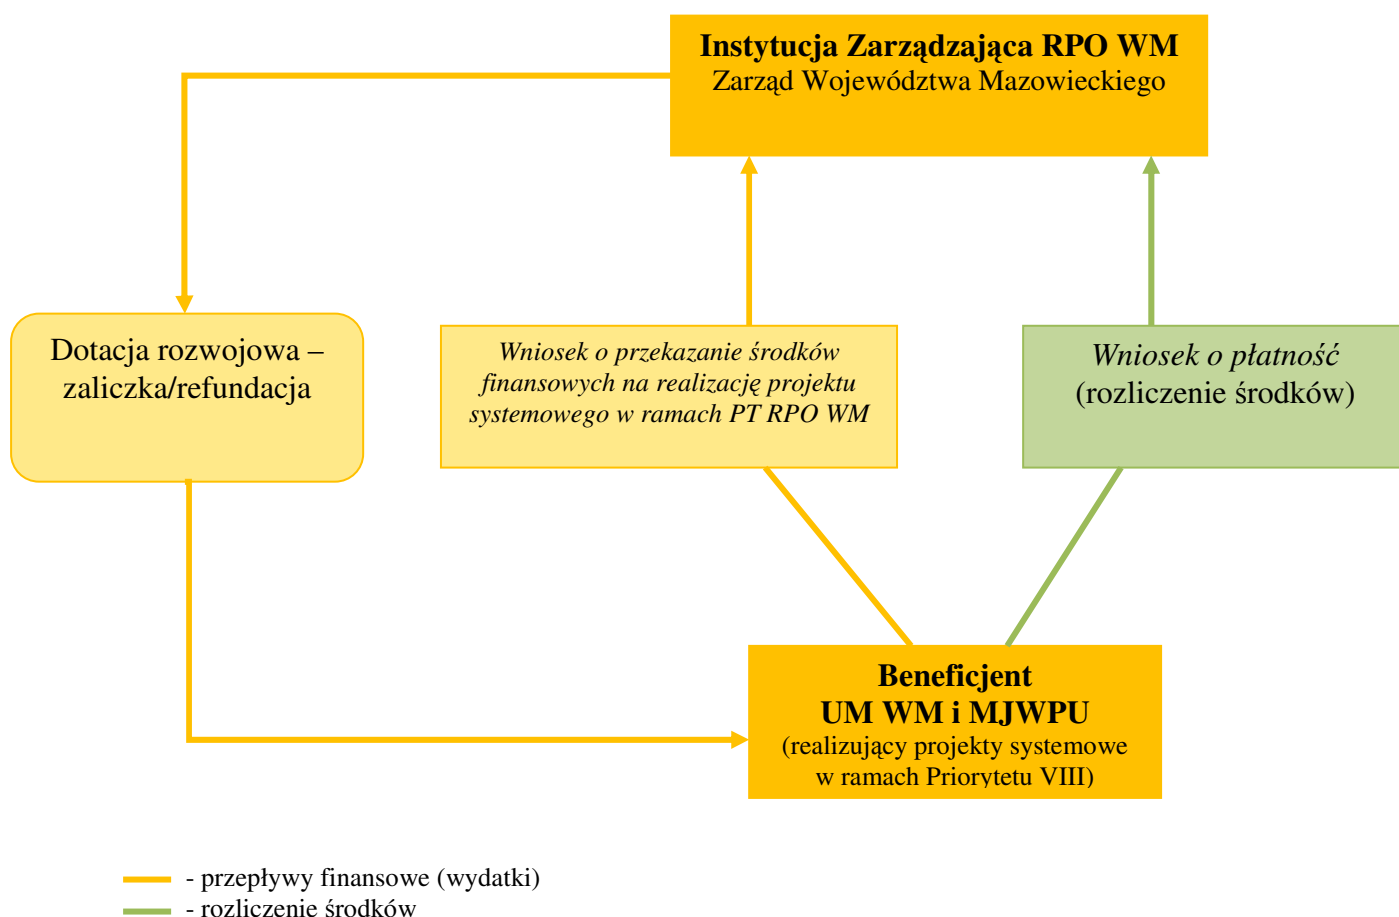 Instytucja Zarządzająca RPO WM
Zarząd Województwa Mazowieckiego
Dotacja rozwojowa –
zaliczka/refundacja
Wniosek o przekazanie środków
finansowych na realizację projektu
systemowego w ramach PT RPO WM
Wniosek o płatność
(rozliczenie środków)
Beneficjent
UM WM i MJWPU
(realizujący projekty systemowe
w ramach Priorytetu VIII)
- przepływy finansowe (wydatki)
- rozliczenie środków